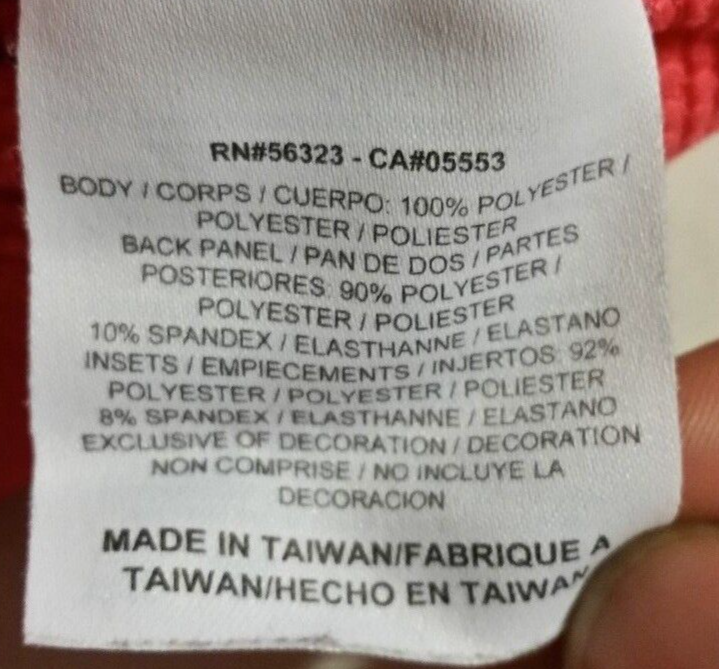 RN#56323 - CA#05553
BODY / CORPS / CUERPO: 100% POLYESTER /
POLYESTER / POLIESTER
BACK PANEL / PAN DE DOS / PARTES
POSTERIORES: 90% POLYESTER /
POLYESTER / POLIESTER
10% SPANDEX / ELASTHANNE / ELASTANO
INSETS / EMPIECEMENTS / INJERTOS: 92%
POLYESTER / POLYESTER / POLIESTER
8% SPANDEX / ELASTHANNE / ELASTANO
EXCLUSIVE OF DECORATION / DECORATION
NON COMPRISE / NO INCLUYE LA
DECORACION
MADE IN TAIWAN/FABRIQUE A
TAIWAN/HECHO EN TAIWAN